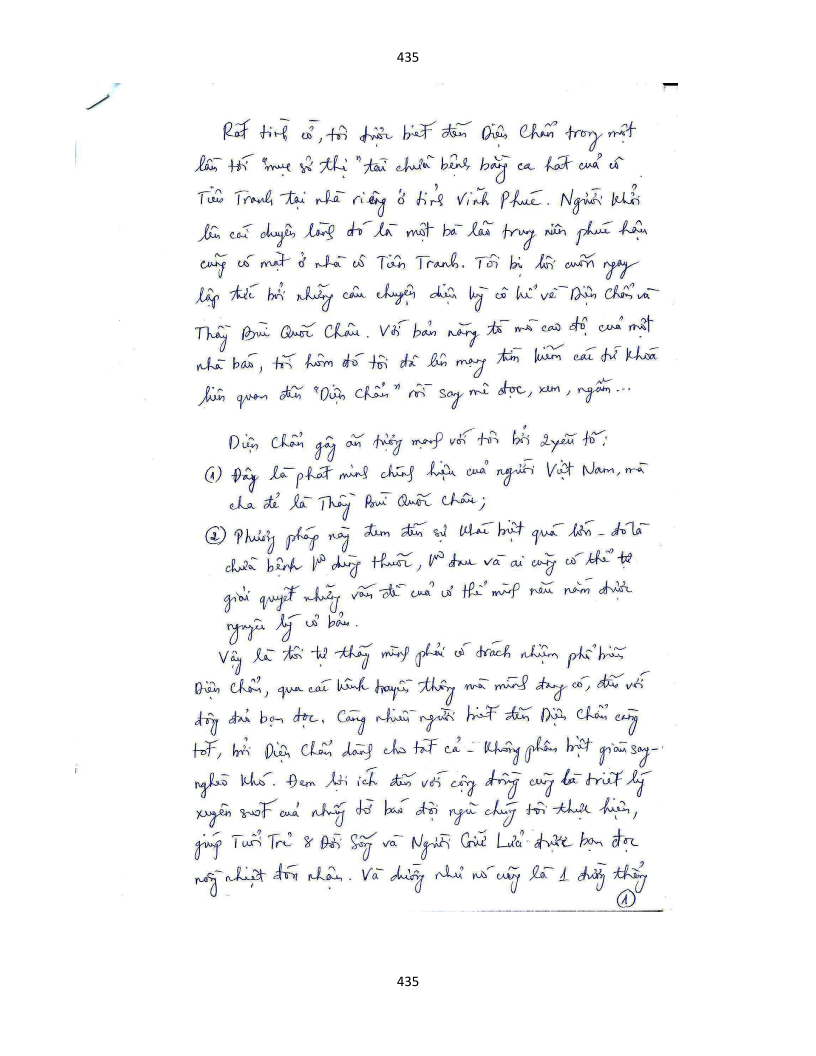 435
Rất tình cờ, tôi được biết đến Diện Chẩn trong một
lần tới "mục sở thị" tài chữa bệnh bằng ca hát của cô
Tiến Tranh tại nhà riêng ở tỉnh Vĩnh Phúc. Người khởi
lên câu chuyện lòng đó là một bà lão trung niên phúc hậu
cũng có mặt ở nhà cô Tiến Tranh. Tôi bị lôi cuốn ngay
lập tức bởi những câu chuyện diệu kỳ cô kể về Diện Chẩn và
Thầy Bùi Quốc Châu. Với bản năng tò mò cao độ của một
nhà báo, tối hôm đó tôi đã lên mạng tìm kiếm các từ khoá
liên quan đến "Diện Chẩn" rồi say mê đọc, xem, ngắm...
Diện Chẩn gây ấn tượng mạnh với tôi bởi 2 yếu tố:
① Đây là phát minh chính hiệu của người Việt Nam, mà
cha đẻ là Thầy Bùi Quốc Châu;
② Phương pháp này đem đến sự khác biệt quá lớn - đó là
chữa bệnh k° dùng thuốc, k° đau và ai cũng có thể tự
giải quyết những vấn đề của cơ thể mình nếu nắm được
nguyên lý cơ bản.
Vậy là tôi tự thấy mình phải có trách nhiệm phổ biến
Diện Chẩn, qua các kênh truyền thông mà mình đang có, đến với
đông đảo bạn đọc. Càng nhiều người biết đến Diện Chẩn càng
tốt, bởi Diện Chẩn dành cho tất cả - không phân biệt giàu sang -
nghèo khó. Đem lợi ích đến với cộng đồng cũng là triết lý
xuyên suốt của những tờ báo đội ngũ chúng tôi thực hiện,
giúp Tuổi Trẻ & Đời Sống và Người Giữ Lửa được bạn đọc
nồng nhiệt đón nhận. Và dường như nó cũng là 1 đường thẳng
①
435